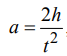 a = 2h / t²,